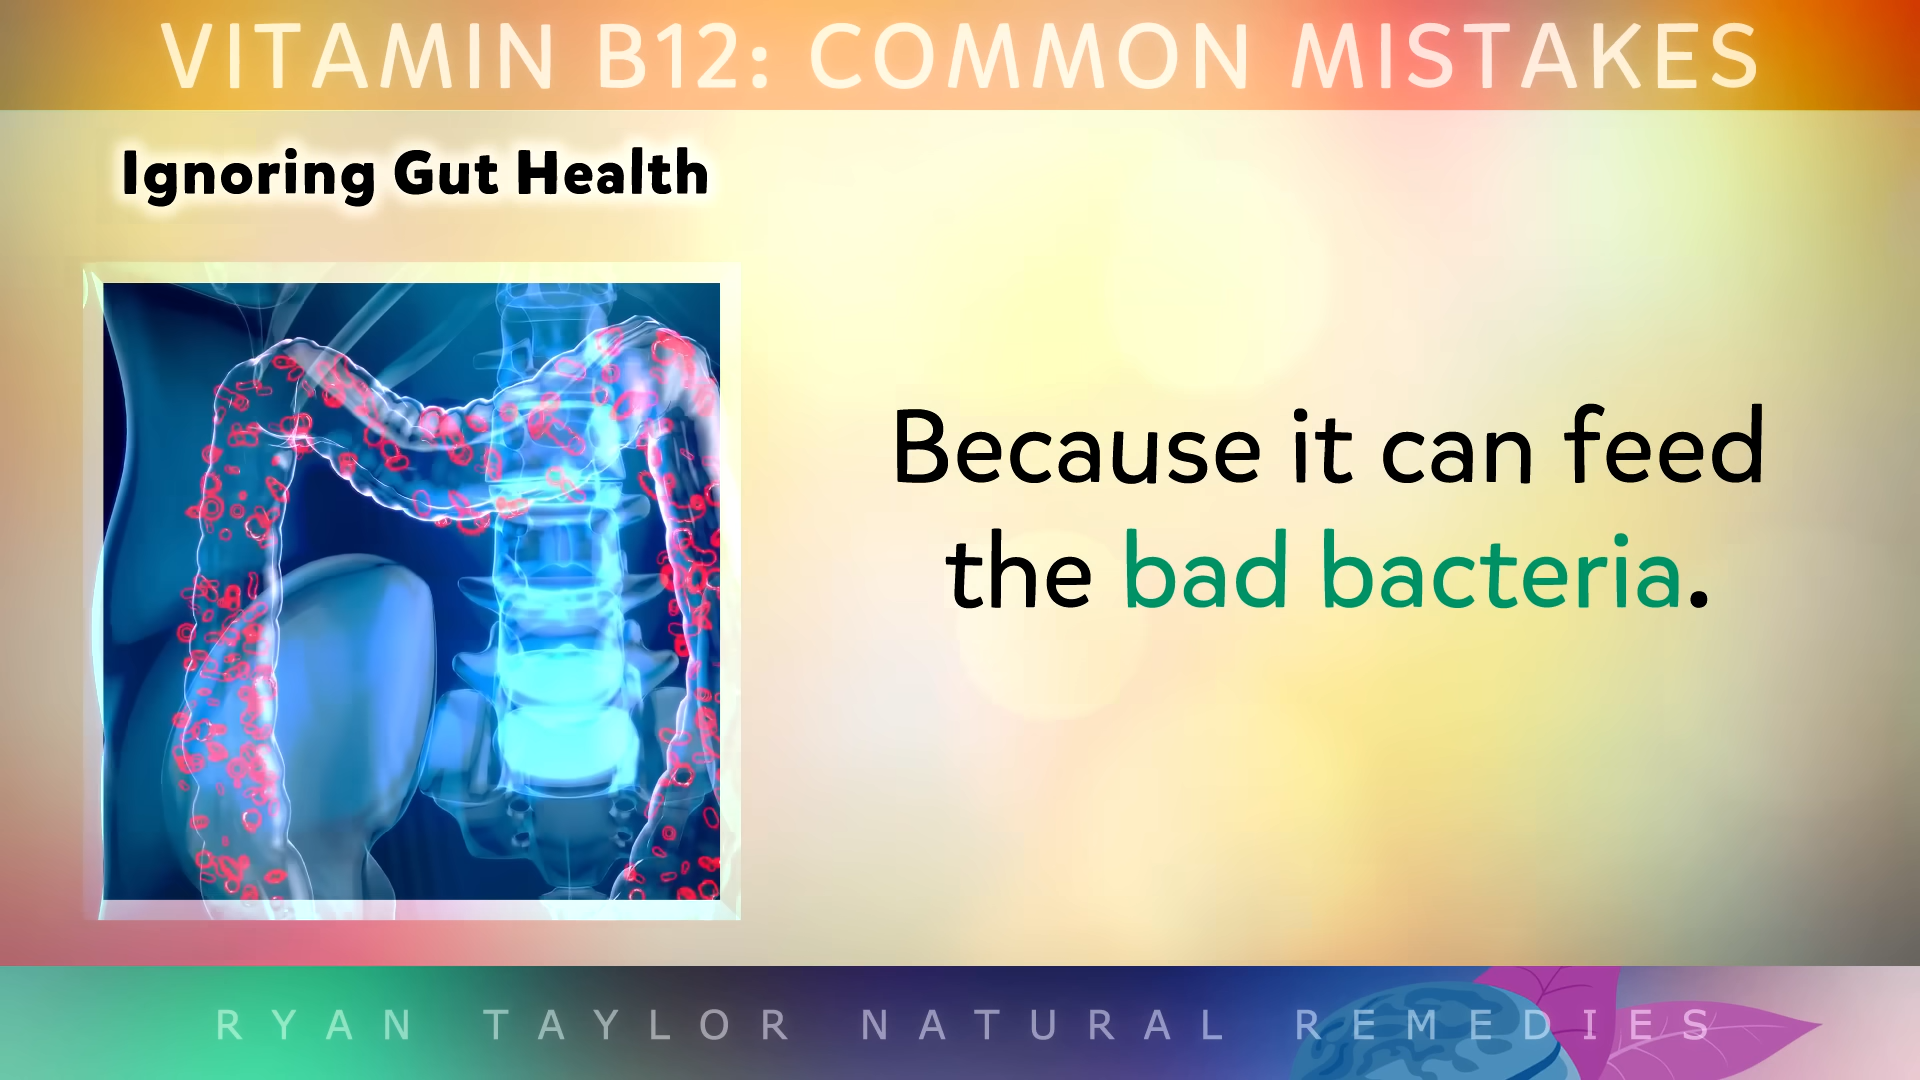 VITAMIN B12: COMMON MISTAKES
Ignoring Gut Health
Because it can feed
the bad bacteria.
RYAN TAYLOR NATURAL REMEDIES